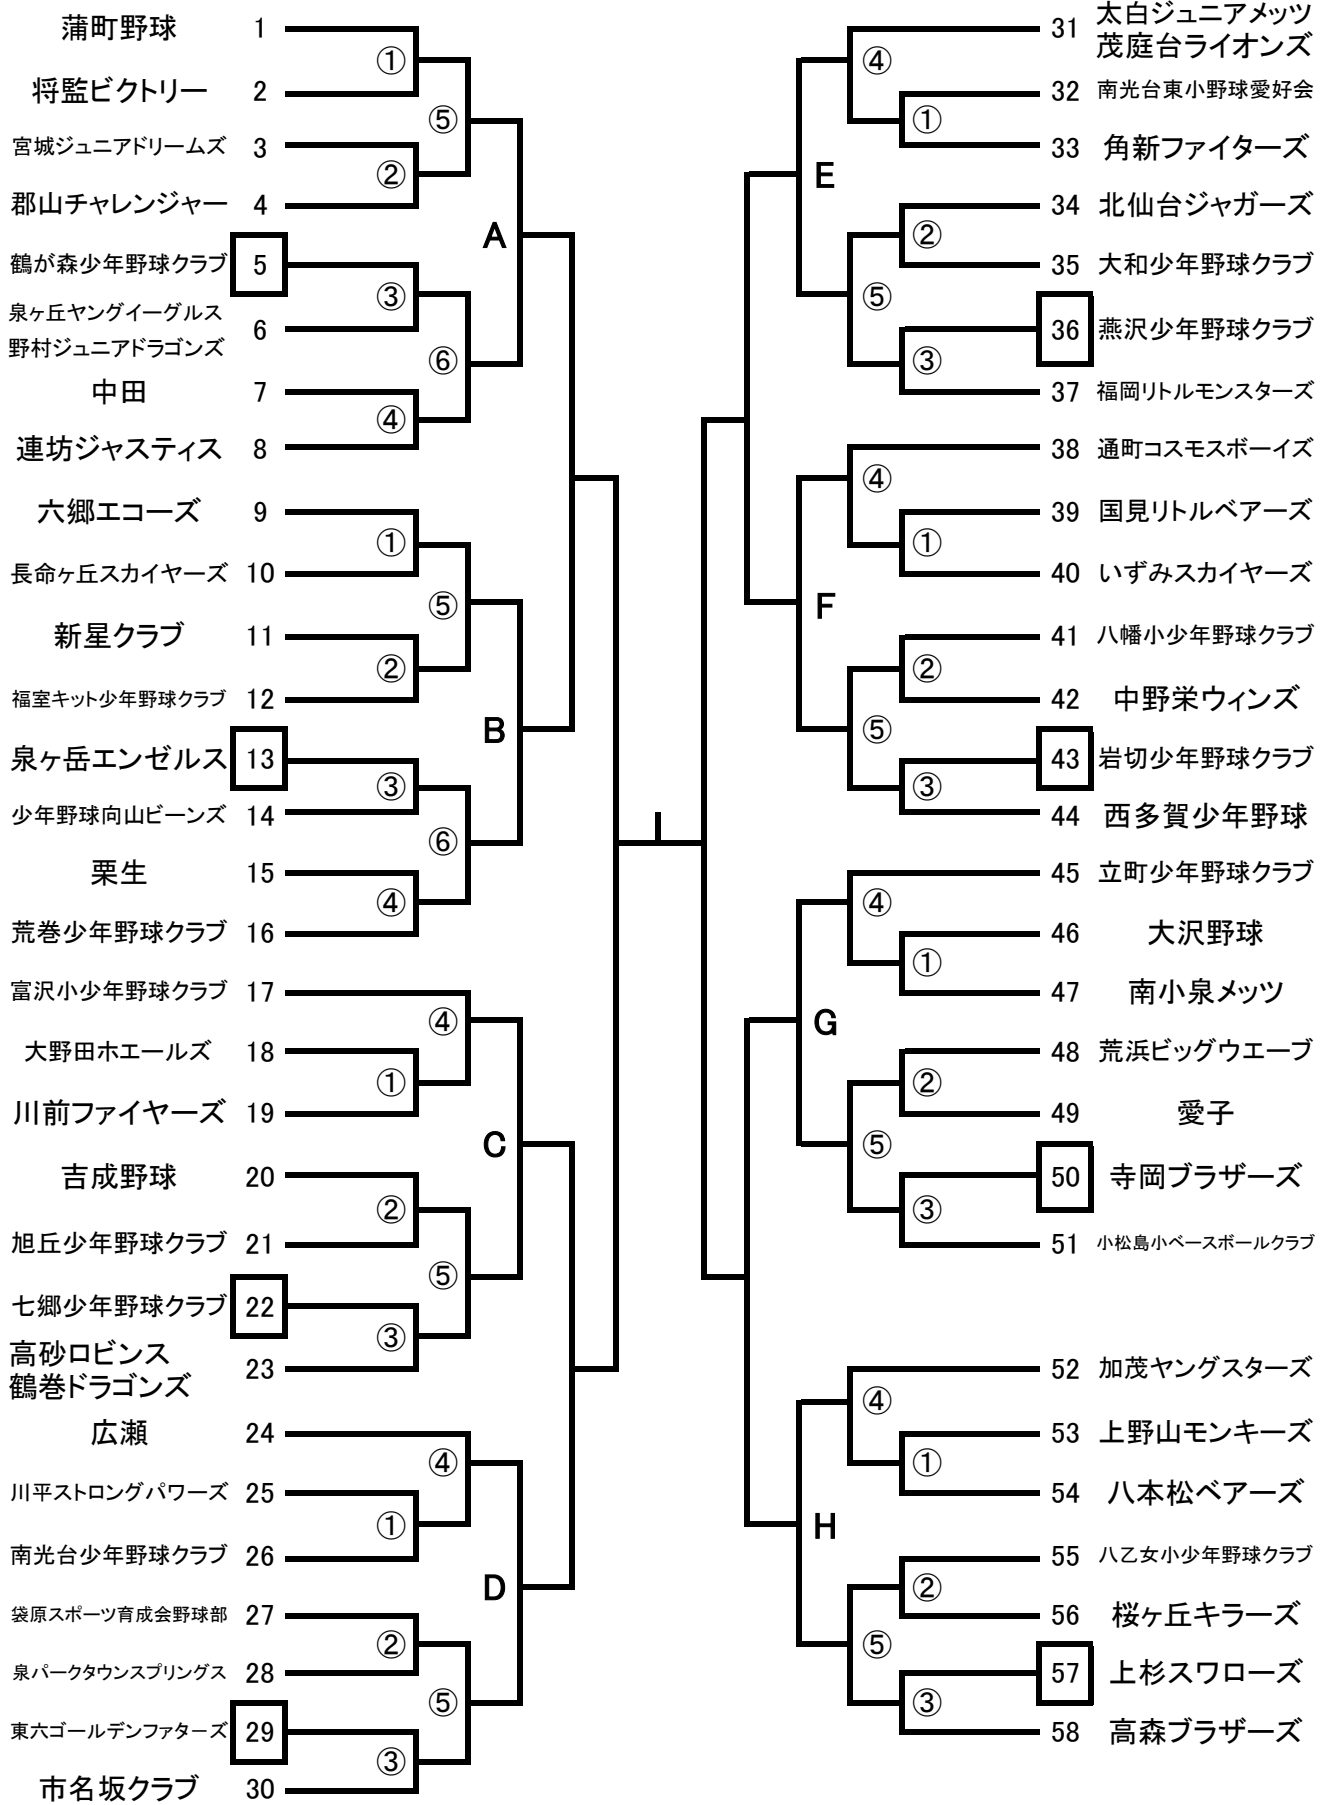 蒲町野球 1
将監ビクトリー 2
宮城ジュニアドリームズ 3
郡山チャレンジャー 4
鶴が森少年野球クラブ 5
泉ヶ丘ヤングイーグルス
野村ジュニアドラゴンズ 6
中田 7
連坊ジャスティス 8
① ② ③ ④ ⑤ ⑥
A
六郷エコーズ 9
長命ヶ丘スカイヤーズ 10
新星クラブ 11
福室キット少年野球クラブ 12
泉ヶ岳エンゼルス 13
少年野球向山ビーンズ 14
栗生 15
荒巻少年野球クラブ 16
① ② ③ ④ ⑤ ⑥
B
富沢小少年野球クラブ 17
大野田ホエールズ 18
川前ファイヤーズ 19
吉成野球 20
旭丘少年野球クラブ 21
七郷少年野球クラブ 22
高砂ロビンス
鶴巻ドラゴンズ 23
④ ① ② ⑤ ③
C
広瀬 24
川平ストロングパワーズ 25
南光台少年野球クラブ 26
袋原スポーツ育成会野球部 27
泉パークタウンスプリングス 28
東六ゴールデンファターズ 29
市名坂クラブ 30
④ ① ② ⑤ ③
D
31 太白ジュニアメッツ
茂庭台ライオンズ
32 南光台東小野球愛好会
33 角新ファイターズ
34 北仙台ジャガーズ
35 大和少年野球クラブ
36 燕沢少年野球クラブ
37 福岡リトルモンスターズ
④ ① ② ⑤ ③
E
38 通町コスモスボーイズ
39 国見リトルベアーズ
40 いずみスカイヤーズ
41 八幡小少年野球クラブ
42 中野栄ウィンズ
43 岩切少年野球クラブ
44 西多賀少年野球
④ ① ② ⑤ ③
F
45 立町少年野球クラブ
46 大沢野球
47 南小泉メッツ
48 荒浜ビッグウエーブ
49 愛子
50 寺岡ブラザーズ
51 小松島小ベースボールクラブ
④ ① ② ⑤ ③
G
52 加茂ヤングスターズ
53 上野山モンキーズ
54 八本松ベアーズ
55 八乙女小少年野球クラブ
56 桜ヶ丘キラーズ
57 上杉スワローズ
58 高森ブラザーズ
④ ① ② ⑤ ③
H